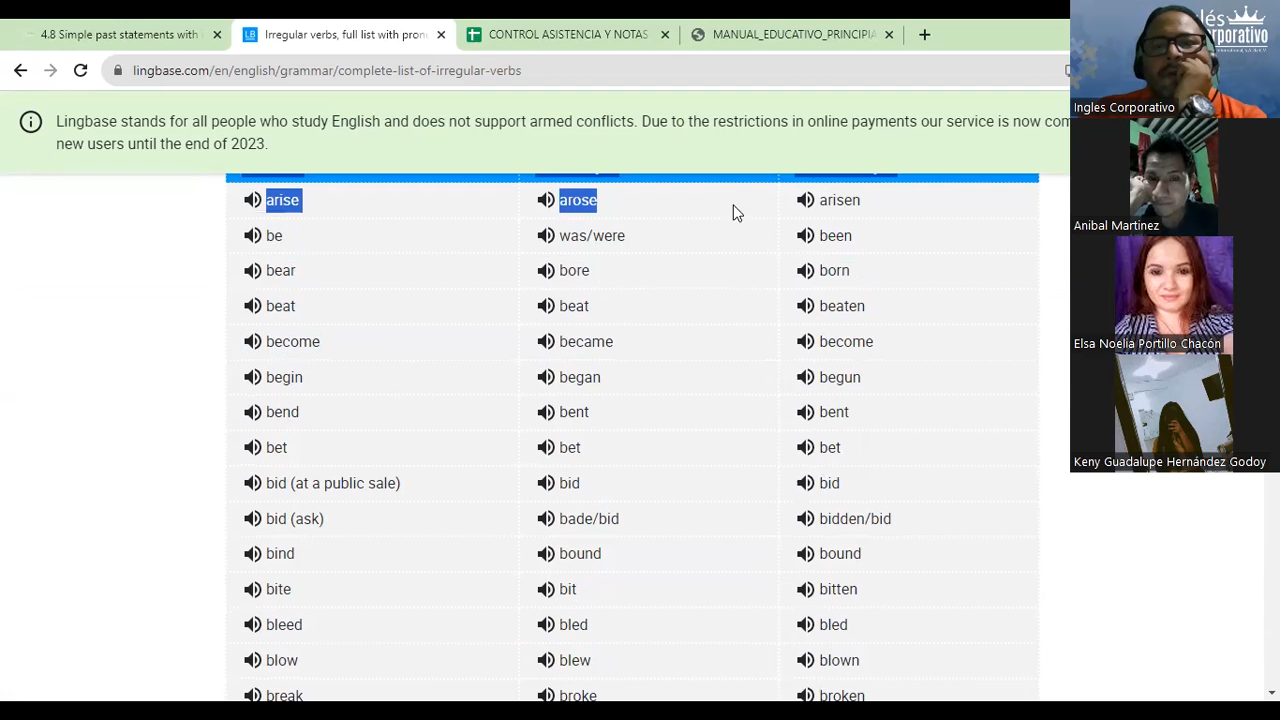 4.8 Simple past statements with
Irregular verbs, full list with pron
CONTROL ASISTENCIA Y NOTAS
MANUAL_EDUCATIVO_PRINCIPIA
lingbase.com/en/english/grammar/complete-list-of-irregular-verbs
Lingbase stands for all people who study English and do not support armed conflicts. Due to the restrictions in online payments our service is now com
new users until the end of 2023.
arise arose arisen
be was/were been
bear bore born
beat beat beaten
become became become
begin began begun
bend bent bent
bet bet bet
bid (at a public sale) bid bid
bid (ask) bade/bid bidden/bid
bind bound bound
bite bit bitten
bleed bled bled
blow blew blown
break broke broken
lés
orporativo
Ingles Corporativo
Anibal Martinez
Elsa Noelia Portillo Chacón
Keny Guadalupe Hernández Godoy